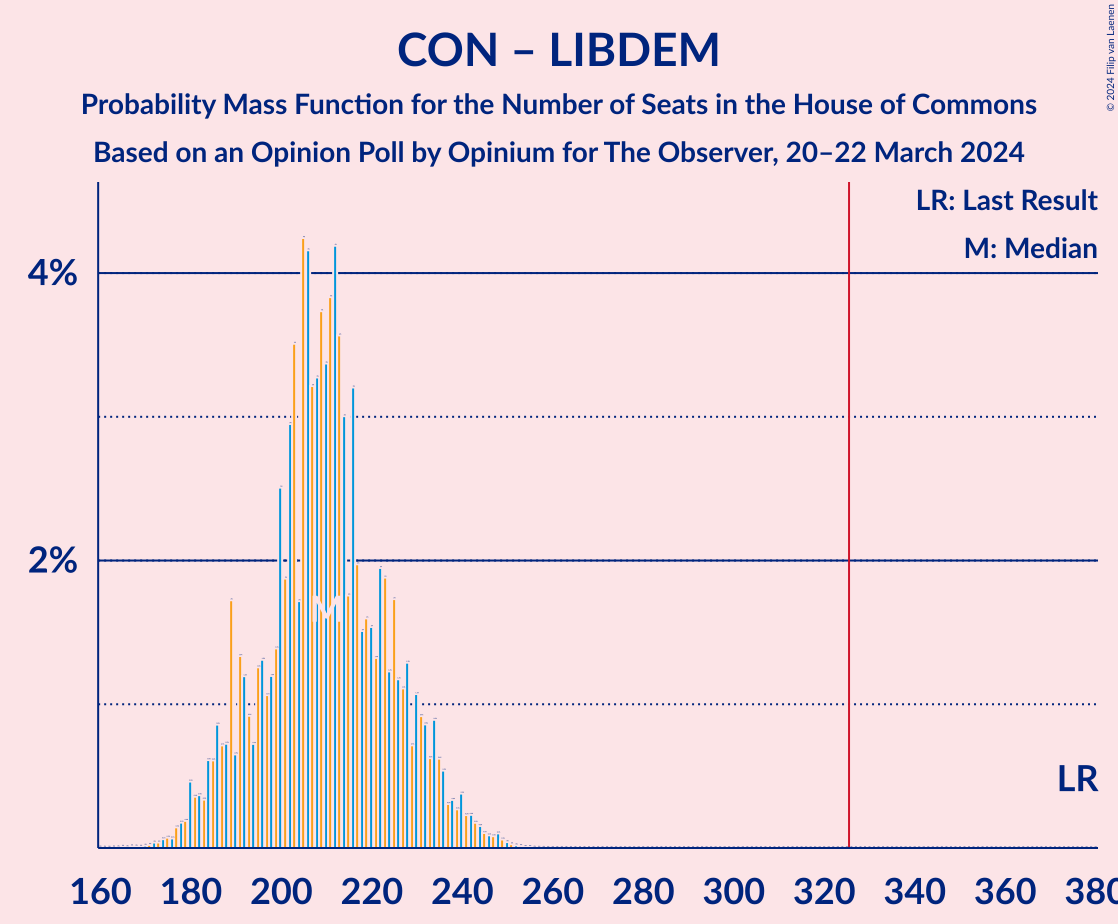 CON – LIBDEM
Probability Mass Function for the Number of Seats in the House of Commons
Based on an Opinion Poll by Opinium for The Observer, 20–22 March 2024
© 2024 Filip van Laenen
LR: Last Result
M: Median
4%
2%
M
LR
160 180 200 220 240 260 280 300 320 340 360 380